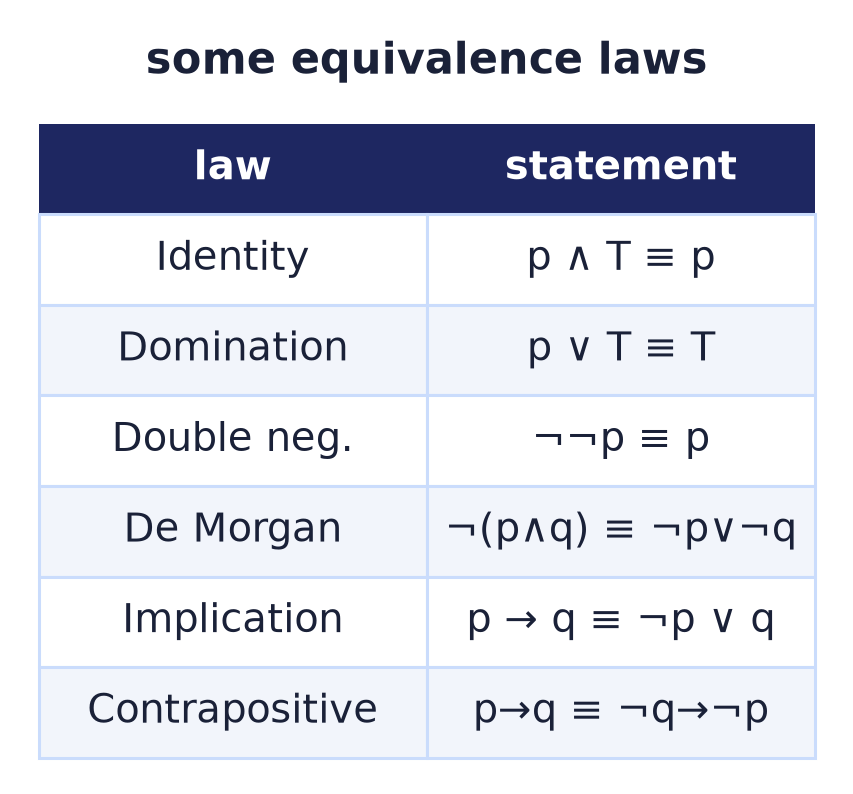 some equivalence laws
law statement
Identity p ∧ T ≡ p
Domination p ∨ T ≡ T
Double neg. ¬¬p ≡ p
De Morgan ¬(p∧q) ≡ ¬p∨¬q
Implication p → q ≡ ¬p ∨ q
Contrapositive p→q ≡ ¬q→¬p